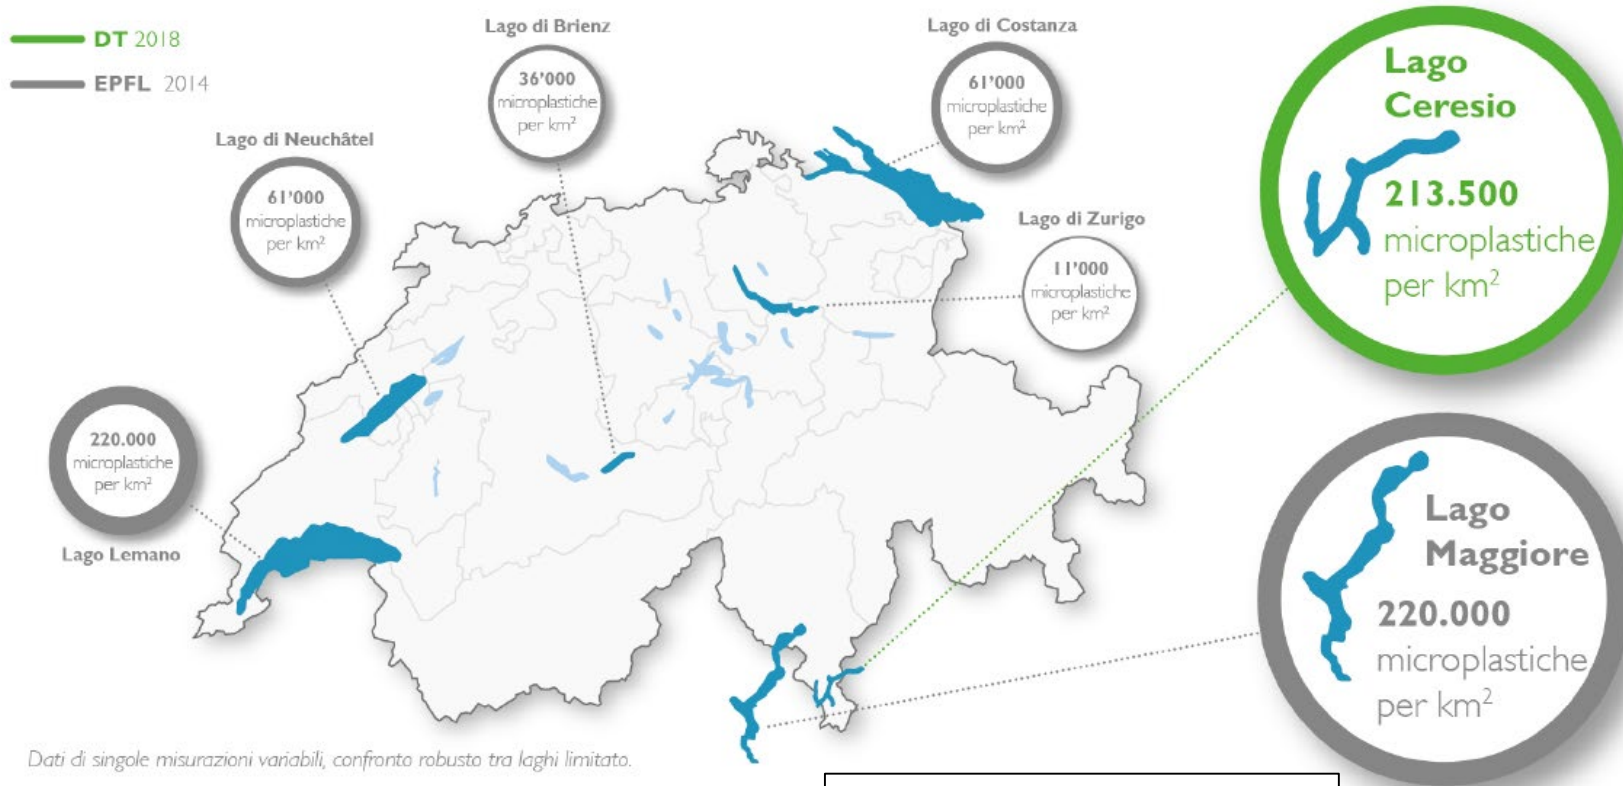 DT 2018
EPFL 2014
Lago di Brienz
36'000
microplastiche
per km²
Lago di Costanza
61'000
microplastiche
per km²
Lago
Ceresio
213.500
microplastiche
per km²
Lago di Neuchâtel
61'000
microplastiche
per km²
Lago di Zurigo
11'000
microplastiche
per km²
220.000
microplastiche
per km²
Lago Lemano
Lago
Maggiore
220.000
microplastiche
per km²
Dati di singole misurazioni variabili, confronto robusto tra laghi limitato.